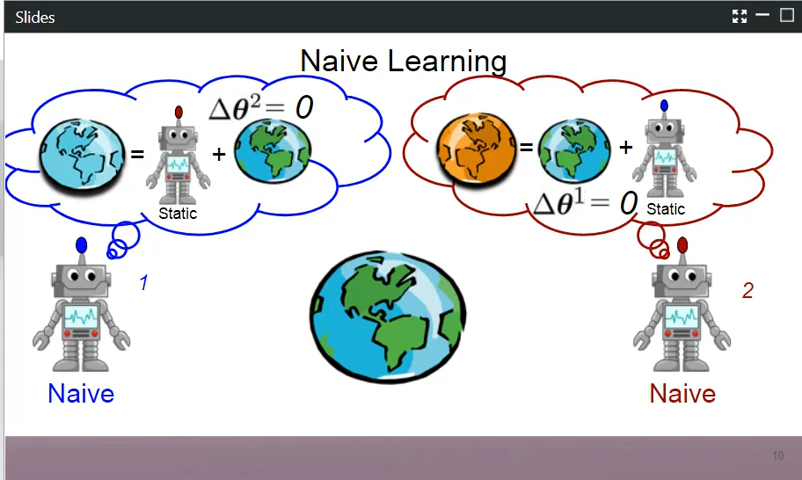 Slides
Naive Learning
Δθ² = 0
=
+
Static
=
+
Δθ¹ = 0
Static
1
2
Naive
Naive
10